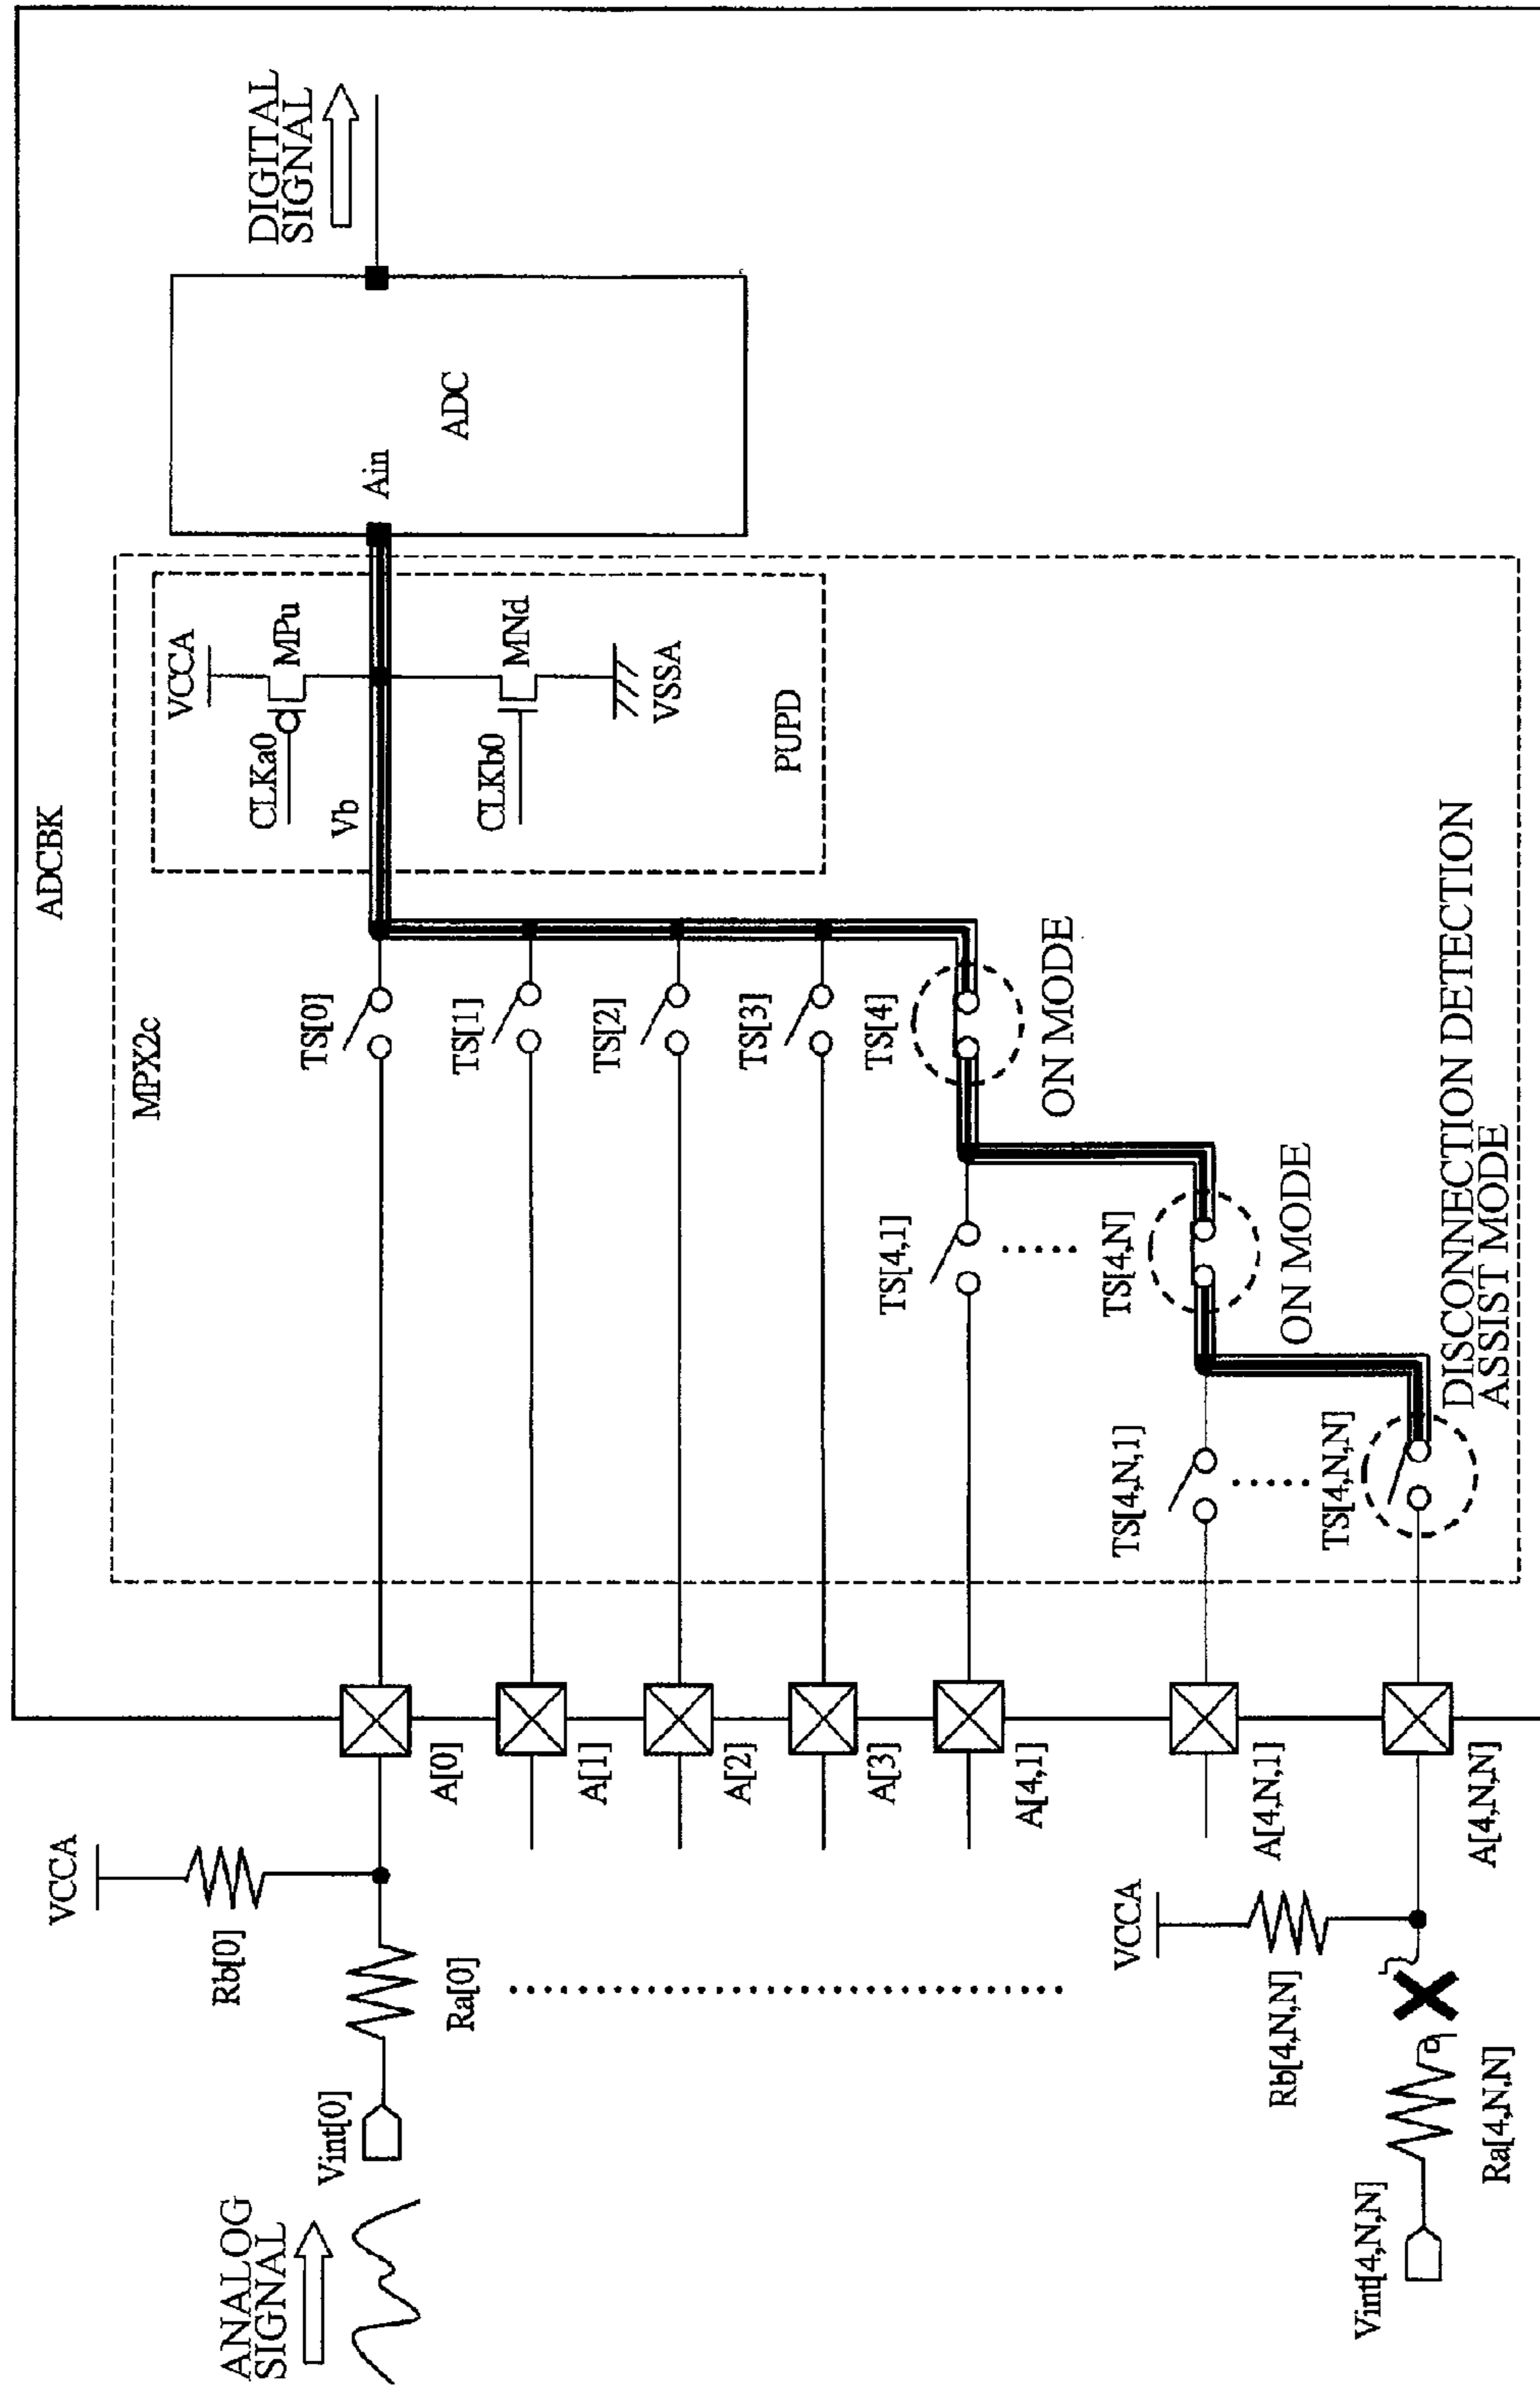 ADCBK
MPX2c
VCCA
Rb[0]
ANALOG
SIGNAL
Vint[0]
Ra[0]
A[0]
TS[0]
CLKa0
VCCA
MPu
Vb
Ain
DIGITAL
SIGNAL
ADC
A[1]
TS[1]
CLKb0
MNd
VSSA
PUPD
A[2]
TS[2]
A[3]
TS[3]
TS[4]
ON MODE
A[4,1]
TS[4,1]
TS[4,N]
ON MODE
VCCA
Rb[4,N,N]
A[4,N,1]
TS[4,N,1]
TS[4,N,N]
DISCONNECTION DETECTION
ASSIST MODE
Vint[4,N,N]
Ra[4,N,N]
A[4,N,N]